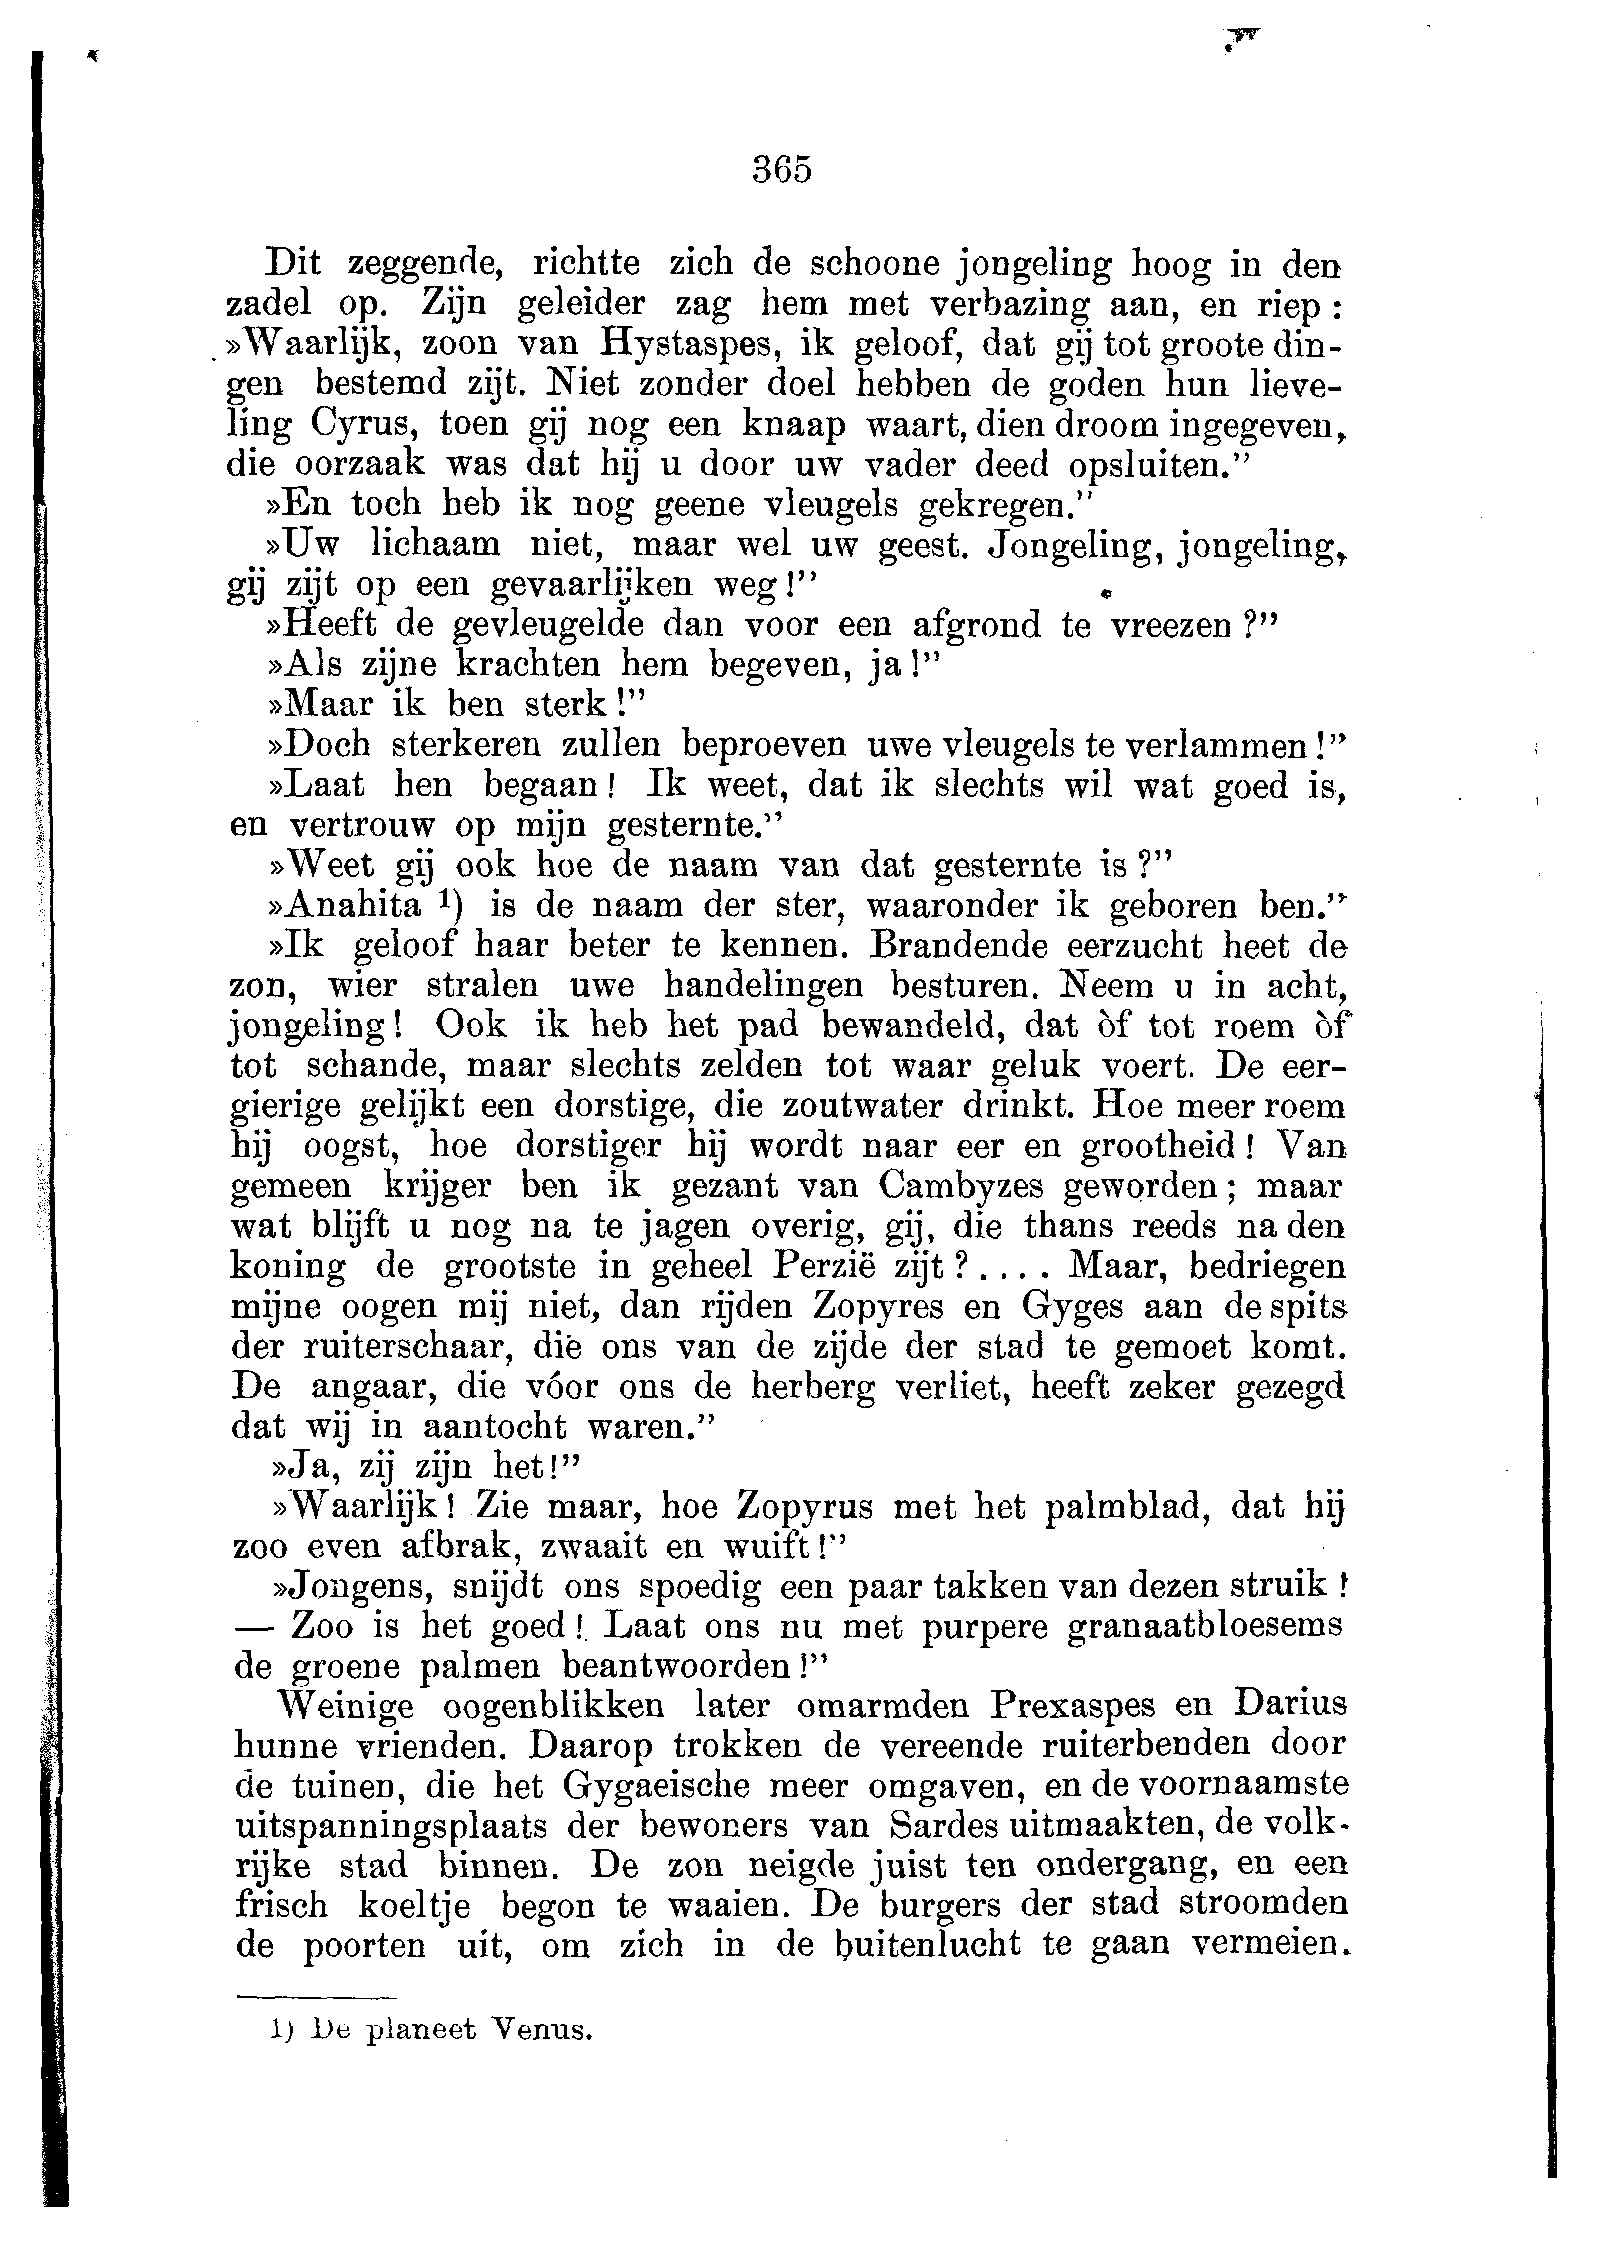 365
Dit zeggende, richtte zich de schoone jongeling hoog in den
zadel op. Zijn geleider zag hem met verbazing aan, en riep :
»Waarlijk, zoon van Hystaspes, ik geloof, dat gij tot groote din-
gen bestemd zijt. Niet zonder doel hebben de goden hun lieve-
ling Cyrus, toen gij nog een knaap waart, dien droom ingegeven,
die oorzaak was dat hij u door uw vader deed opsluiten.”
»En toch heb ik nog geene vleugels gekregen.”
»Uw lichaam niet, maar wel uw geest. Jongeling, jongeling,
gij zijt op een gevaarlijken weg!”
»Heeft de gevleugelde dan voor een afgrond te vreezen ?”
»Als zijne krachten hem begeven, ja!”
»Maar ik ben sterk!”
»Doch sterkeren zullen beproeven uwe vleugels te verlammen!”
»Laat hen begaan! Ik weet, dat ik slechts wil wat goed is,
en vertrouw op mijn gesternte.”
»Weet gij ook hoe de naam van dat gesternte is ?”
»Anahita ¹) is de naam der ster, waaronder ik geboren ben.”
»Ik geloof haar beter te kennen. Brandende eerzucht heet de
zon, wier stralen uwe handelingen besturen. Neem u in acht,
jongeling! Ook ik heb het pad bewandeld, dat òf tot roem òf
tot schande, maar slechts zelden tot waar geluk voert. De eer-
gierige gelijkt een dorstige, die zoutwater drinkt. Hoe meer roem
hij oogst, hoe dorstiger hij wordt naar eer en grootheid! Van
gemeen krijger ben ik gezant van Cambyzes geworden; maar
wat blijft u nog na te jagen overig, gij, die thans reeds na den
koning de grootste in geheel Perzië zijt ?.... Maar, bedriegen
mijne oogen mij niet, dan rijden Zopyres en Gyges aan de spits
der ruiterschaar, die ons van de zijde der stad te gemoet komt.
De angaar, die vóor ons de herberg verliet, heeft zeker gezegd
dat wij in aantocht waren.”
»Ja, zij zijn het!”
»Waarlijk! Zie maar, hoe Zopyrus met het palmblad, dat hij
zoo even afbrak, zwaait en wuift!”
»Jongens, snijdt ons spoedig een paar takken van dezen struik!
— Zoo is het goed! Laat ons nu met purpere granaatbloesems
de groene palmen beantwoorden!”
Weinige oogenblikken later omarmden Prexaspes en Darius
hunne vrienden. Daarop trokken de vereende ruiterbenden door
de tuinen, die het Gygaeische meer omgaven, en de voornaamste
uitspanningsplaats der bewoners van Sardes uitmaakten, de volk-
rijke stad binnen. De zon neigde juist ten ondergang, en een
frisch koeltje begon te waaien. De burgers der stad stroomden
de poorten uit, om zich in de buitenlucht te gaan vermeien.
1) De planeet Venus.